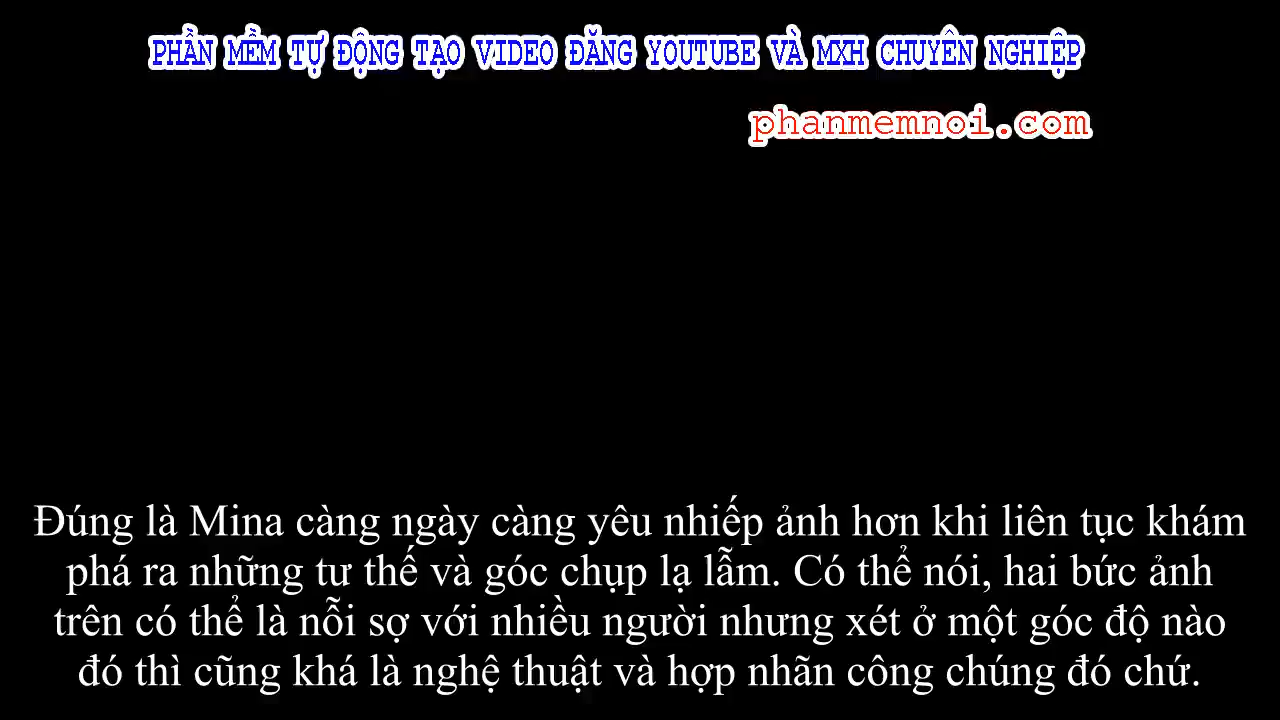 PHẦN MỀM TỰ ĐỘNG TẠO VIDEO ĐĂNG YOUTUBE VÀ MXH CHUYÊN NGHIỆP
phanmemnoi.com
Đúng là Mina càng ngày càng yêu nhiếp ảnh hơn khi liên tục khám
phá ra những tư thế và góc chụp lạ lẫm. Có thể nói, hai bức ảnh
trên có thể là nỗi sợ với nhiều người nhưng xét ở một góc độ nào
đó thì cũng khá là nghệ thuật và hợp nhãn công chúng đó chứ.